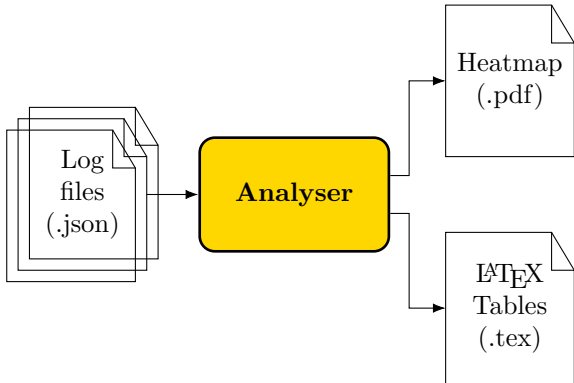 Log
files
(.json)
Analyser
Heatmap
(.pdf)
LATEX
Tables
(.tex)